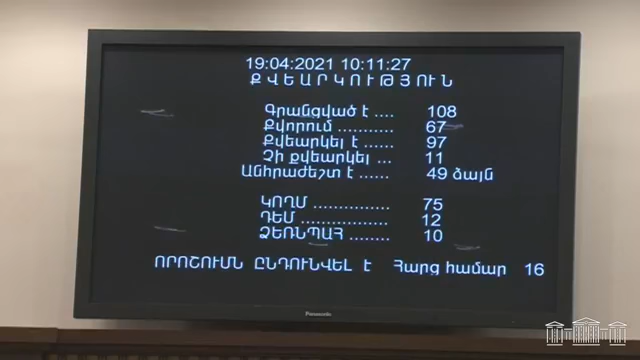 19:04:2021 10:11:27
ՔՎԵԱՐԿՈՒԹՅՈՒՆ
Գրանցված է .... 108
Քվորում ........... 67
Քվեարկել է ...... 97
Չի քվեարկել ... 11
Անհրաժեշտ է ...... 49 ձայն
ԿՈՂՄ ............... 75
ԴԵՄ ................. 12
ՁԵՌՆՊԱՀ ........ 10
ՈՐՈՇՈՒՄՆ ԸՆԴՈՒՆՎԵԼ է Հարց համար 16
Panasonic